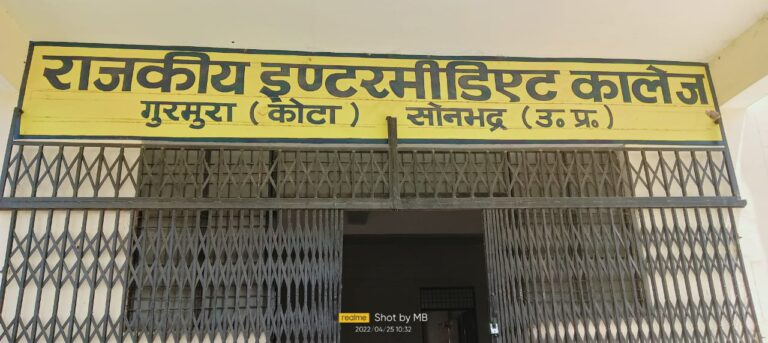 राजकीय इण्टरमीडिएट कालेज
गुरमुरा ( कोटा ) सोनभद्र ( उ० प्र० )
realme Shot by MB
2022/04/25 10:32